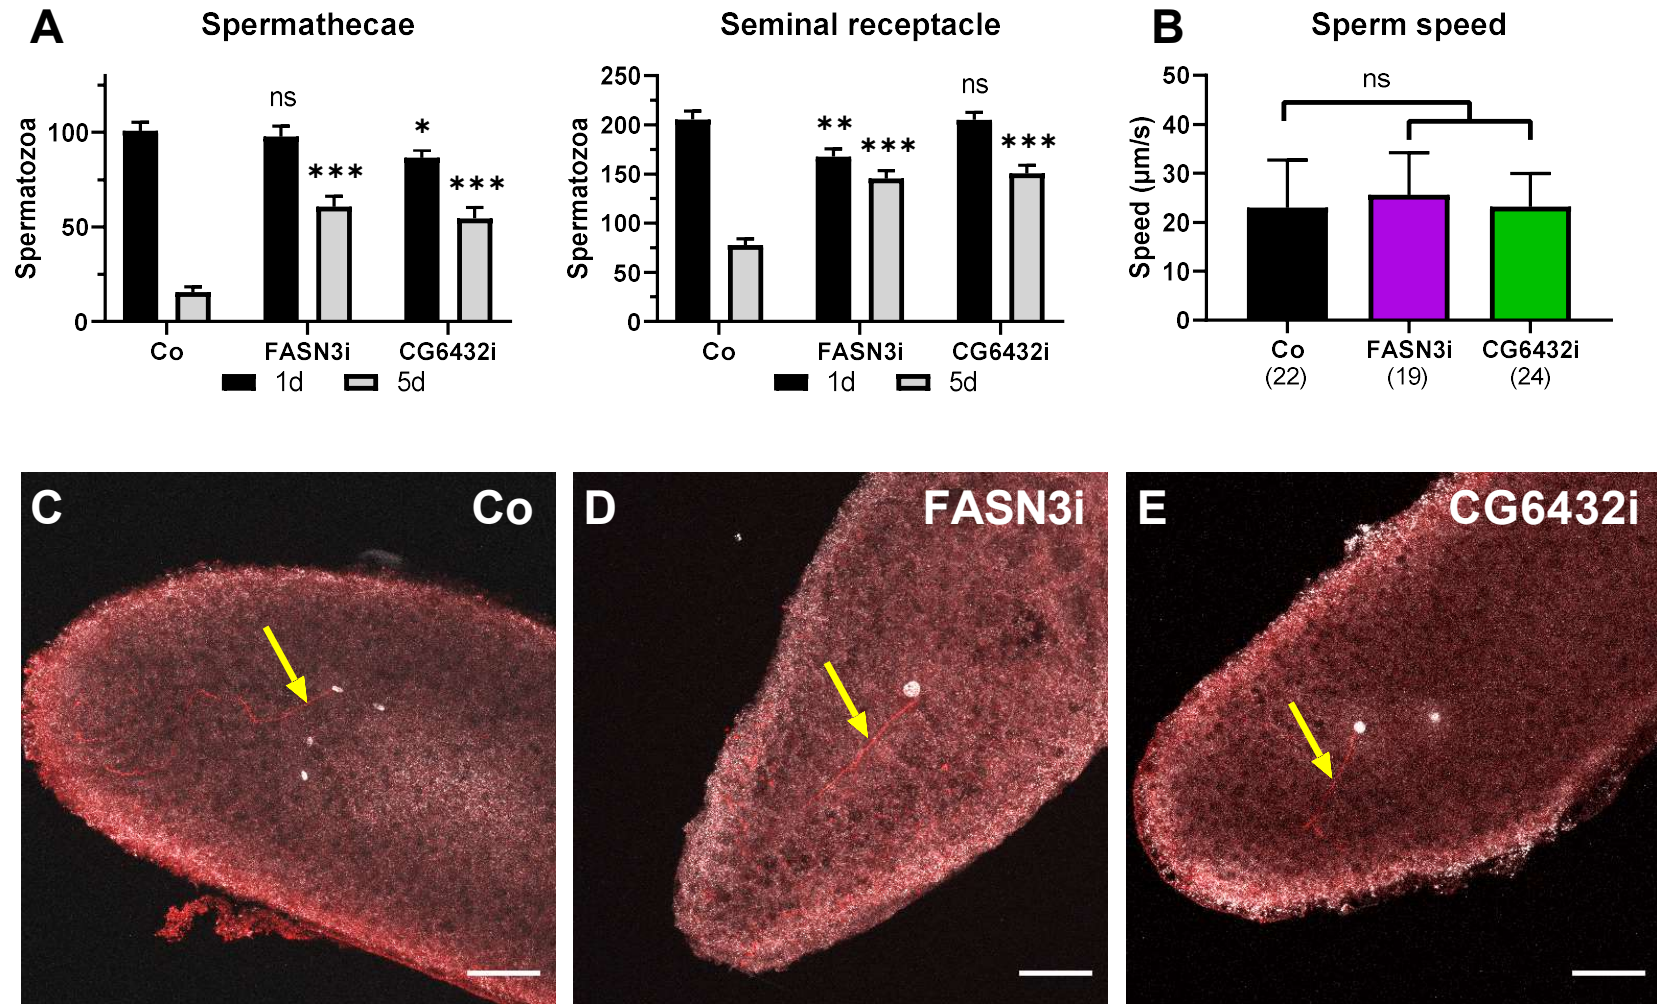 A
Spermathecae
Spermatozoa
100
50
0
ns
*
***
***
Co
FASN3i
CG6432i
1d
5d
Seminal receptacle
Spermatozoa
250
200
150
100
50
0
**
***
ns
***
Co
FASN3i
CG6432i
1d
5d
B
Sperm speed
Speed (µm/s)
50
40
30
20
10
0
ns
Co
FASN3i
CG6432i
(22)
(19)
(24)
C
Co
D
FASN3i
E
CG6432i